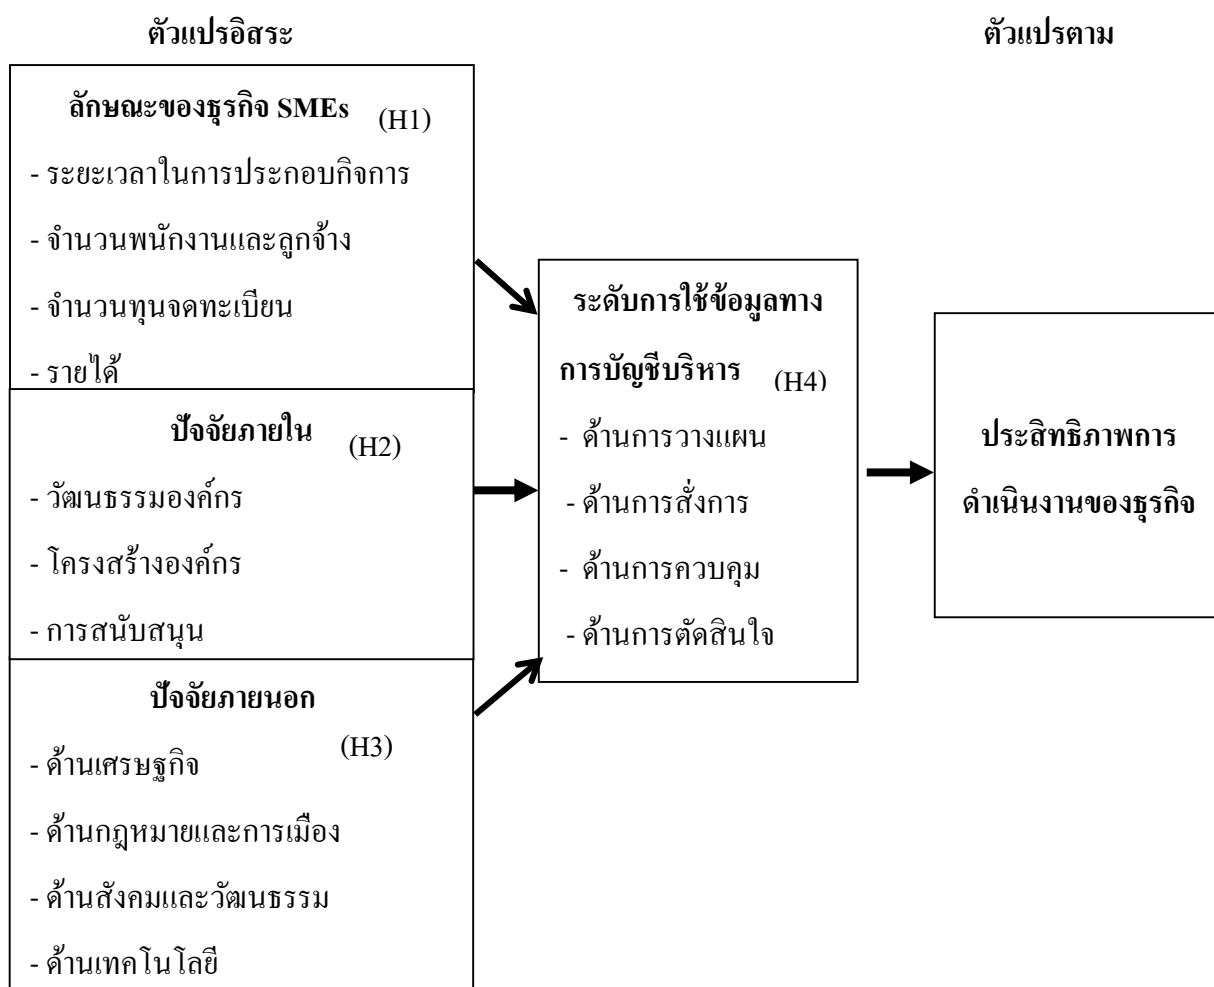 ตัวแปรอิสระ
ตัวแปรตาม
ลักษณะของธุรกิจ SMEs (H1)
- ระยะเวลาในการประกอบกิจการ
- จำนวนพนักงานและลูกจ้าง
- จำนวนทุนจดทะเบียน
- รายได้
ปัจจัยภายใน (H2)
- วัฒนธรรมองค์กร
- โครงสร้างองค์กร
- การสนับสนุน
ปัจจัยภายนอก
(H3)
- ด้านเศรษฐกิจ
- ด้านกฎหมายและการเมือง
- ด้านสังคมและวัฒนธรรม
- ด้านเทคโนโลยี
ระดับการใช้ข้อมูลทาง
การบัญชีบริหาร (H4)
- ด้านการวางแผน
- ด้านการสั่งการ
- ด้านการควบคุม
- ด้านการตัดสินใจ
ประสิทธิภาพการ
ดำเนินงานของธุรกิจ